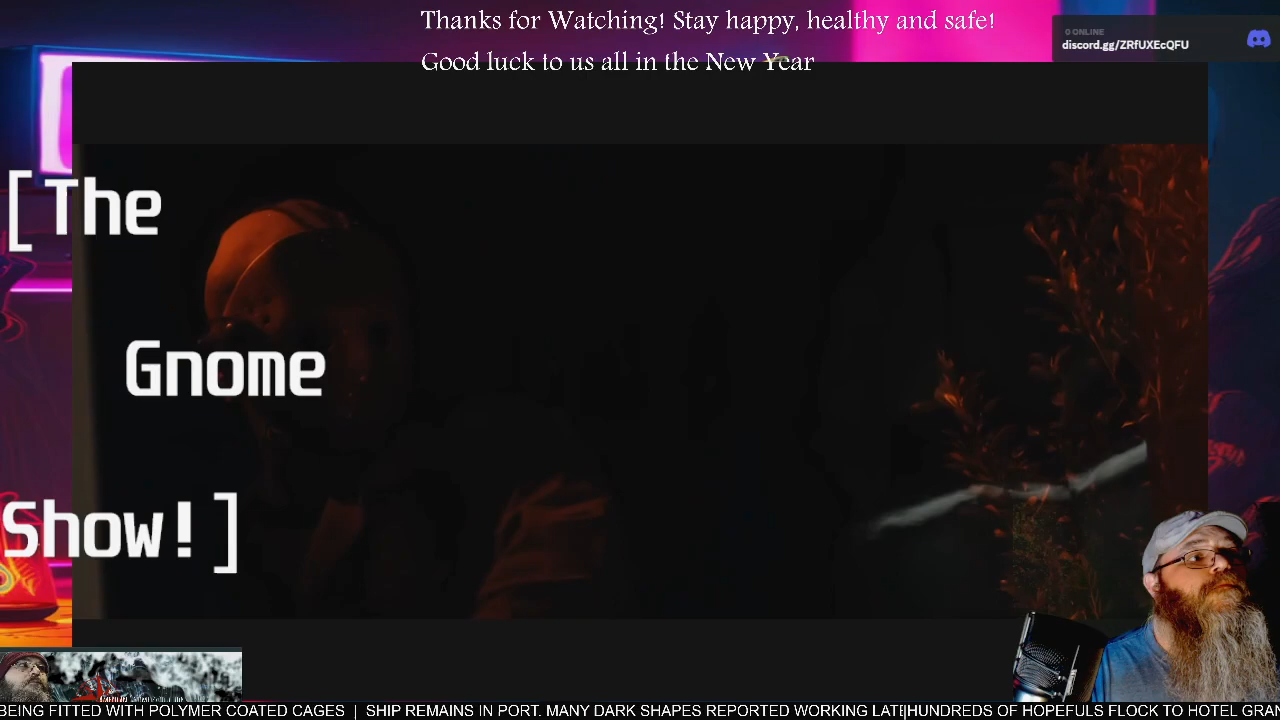 Thanks for Watching! Stay happy, healthy and safe!
Good luck to us all in the New Year
0 ONLINE
discord.gg/ZRfUXEcQFU
[The
Gnome
Show!]
BEING FITTED WITH POLYMER COATED CAGES | SHIP REMAINS IN PORT. MANY DARK SHAPES REPORTED WORKING LATE|HUNDREDS OF HOPEFULS FLOCK TO HOTEL GRAN